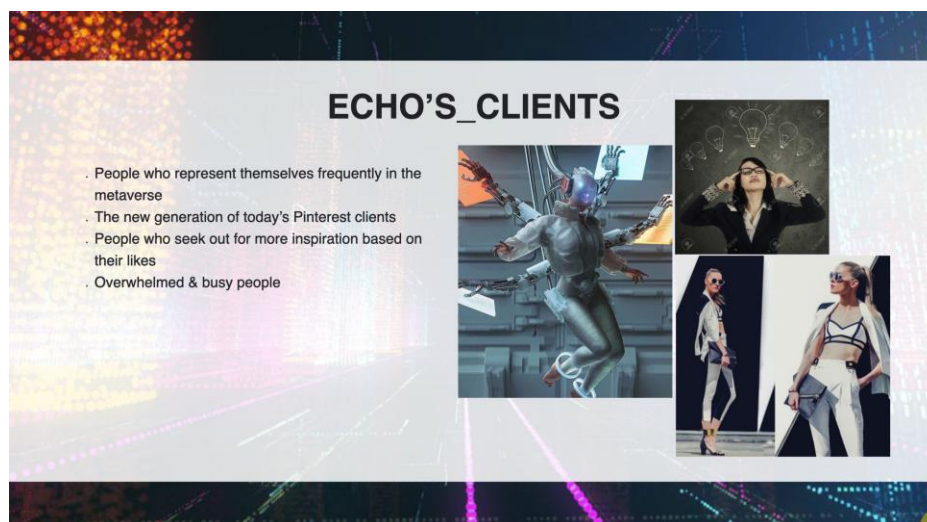 ECHO'S_CLIENTS
. People who represent themselves frequently in the
metaverse
. The new generation of today's Pinterest clients
. People who seek out for more inspiration based on
their likes
. Overwhelmed & busy people